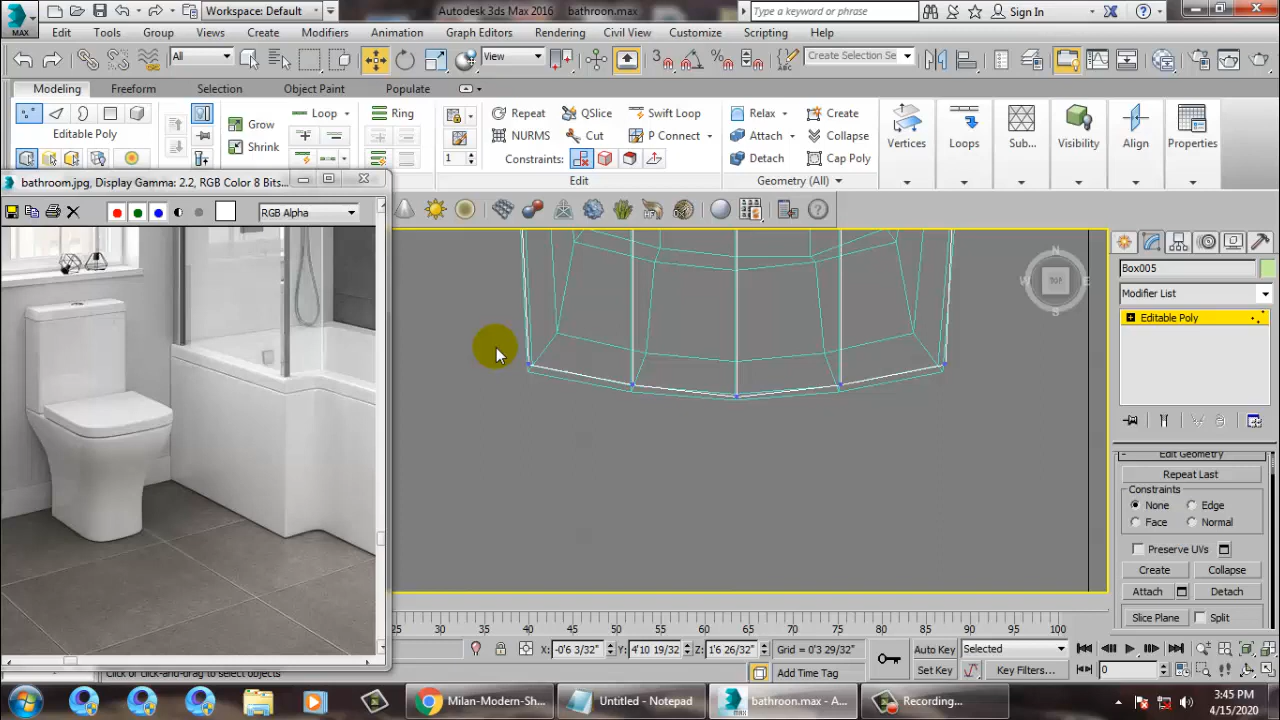 Workspace: Default
Autodesk 3ds Max 2016
bathroon.max
Type a keyword or phrase
Sign In
MAX
Edit
Tools
Group
Views
Create
Modifiers
Animation
Graph Editors
Rendering
Civil View
Customize
Scripting
Help
All
View
3
Create Selection Se
Modeling
Freeform
Selection
Object Paint
Populate
Loop
Ring
Repeat
QSlice
Swift Loop
Relax
Create
Grow
NURMS
Cut
Connect
Attach
Collapse
Editable Poly
Shrink
1
Constraints:
Detach
Cap Poly
Vertices
Loops
Tris
Visibility
Align
Properties
Edit
Geometry (All)
bathroom.jpg, Display Gamma: 2.2, RGB Color 8 Bits...
RGB Alpha
N
W
E
S
TOP
Box005
Modifier List
Editable Poly
Edit Geometry
Repeat Last
Constraints
None
Edge
Face
Normal
Preserve UVs
Create
Collapse
Attach
Detach
Slice Plane
Split
25
30
35
40
45
50
55
60
65
70
75
80
85
90
95
100
X: -0'6 3/32"
Y: 4'10 19/32"
Z: 1'6 26/32"
Grid = 0'3 29/32"
Auto Key
Selected
Set Key
Key Filters...
0
Click or click-and-drag to select objects
Add Time Tag
Milan-Modern-Sh...
Untitled - Notepad
bathroon.max - A...
Recording...
3:45 PM
4/15/2020